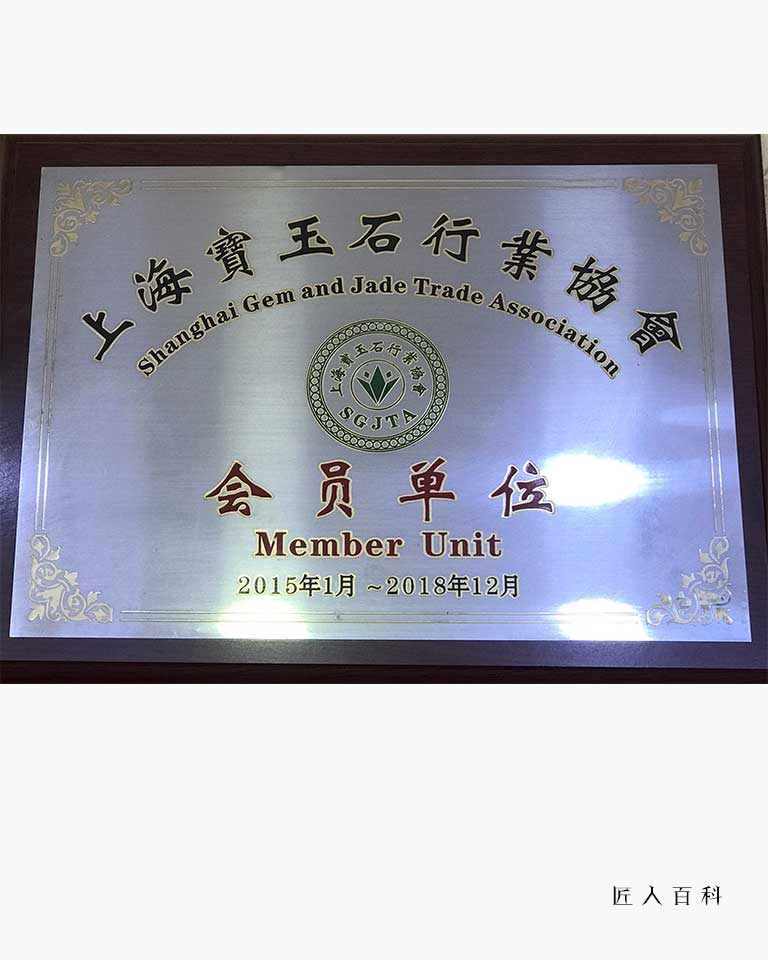 上海寶玉石行業協會
Shanghai Gem and Jade Trade Association
上海寶玉石行業協會
SGJTA
会员单位
Member Unit
2015年1月 ~2018年12月
匠人百科